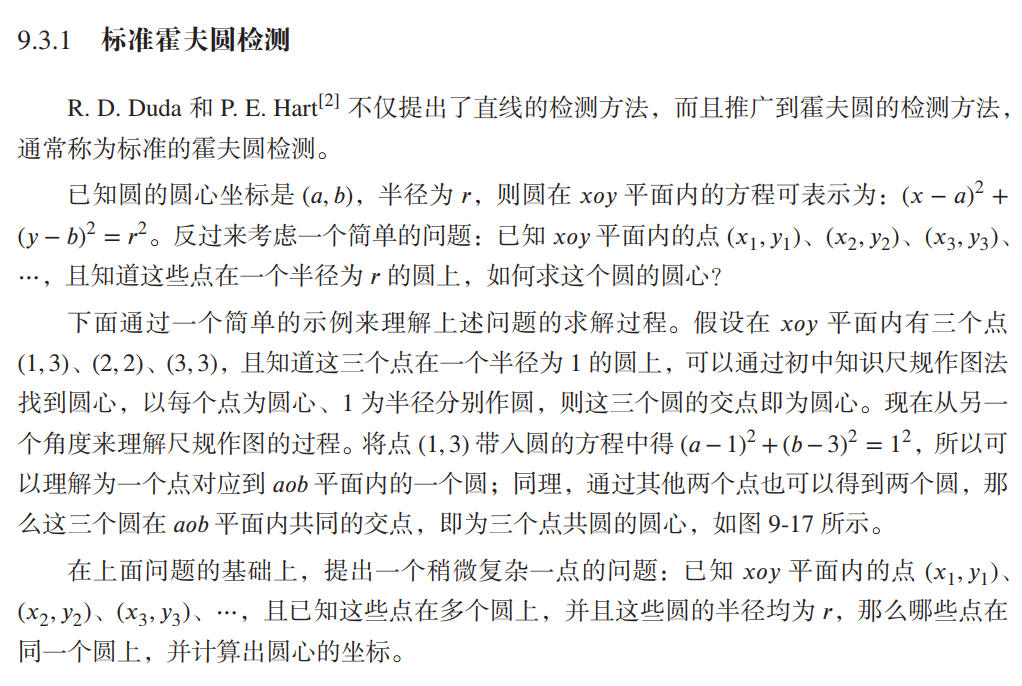 9.3.1 标准霍夫圆检测
R. D. Duda 和 P. E. Hart[2] 不仅提出了直线的检测方法，而且推广到霍夫圆的检测方法，
通常称为标准的霍夫圆检测。
已知圆的圆心坐标是 (a, b)，半径为 r，则圆在 xoy 平面内的方程可表示为：(x − a)² +
(y − b)² = r²。反过来考虑一个简单的问题：已知 xoy 平面内的点 (x₁, y₁)、(x₂, y₂)、(x₃, y₃)、
⋯，且知道这些点在一个半径为 r 的圆上，如何求这个圆的圆心？
下面通过一个简单的示例来理解上述问题的求解过程。假设在 xoy 平面内有三个点
(1, 3)、(2, 2)、(3, 3)，且知道这三个点在一个半径为 1 的圆上，可以通过初中知识尺规作图法
找到圆心，以每个点为圆心、1 为半径分别作圆，则这三个圆的交点即为圆心。现在从另一
个角度来理解尺规作图的过程。将点 (1, 3) 带入圆的方程中得 (a − 1)² + (b − 3)² = 1²，所以可
以理解为一个点对应到 aob 平面内的一个圆；同理，通过其他两个点也可以得到两个圆，那
么这三个圆在 aob 平面内共同的交点，即为三个点共圆的圆心，如图 9-17 所示。
在上面问题的基础上，提出一个稍微复杂一点的问题：已知 xoy 平面内的点 (x₁, y₁)、
(x₂, y₂)、(x₃, y₃)、⋯，且已知这些点在多个圆上，并且这些圆的半径均为 r，那么哪些点在
同一个圆上，并计算出圆心的坐标。